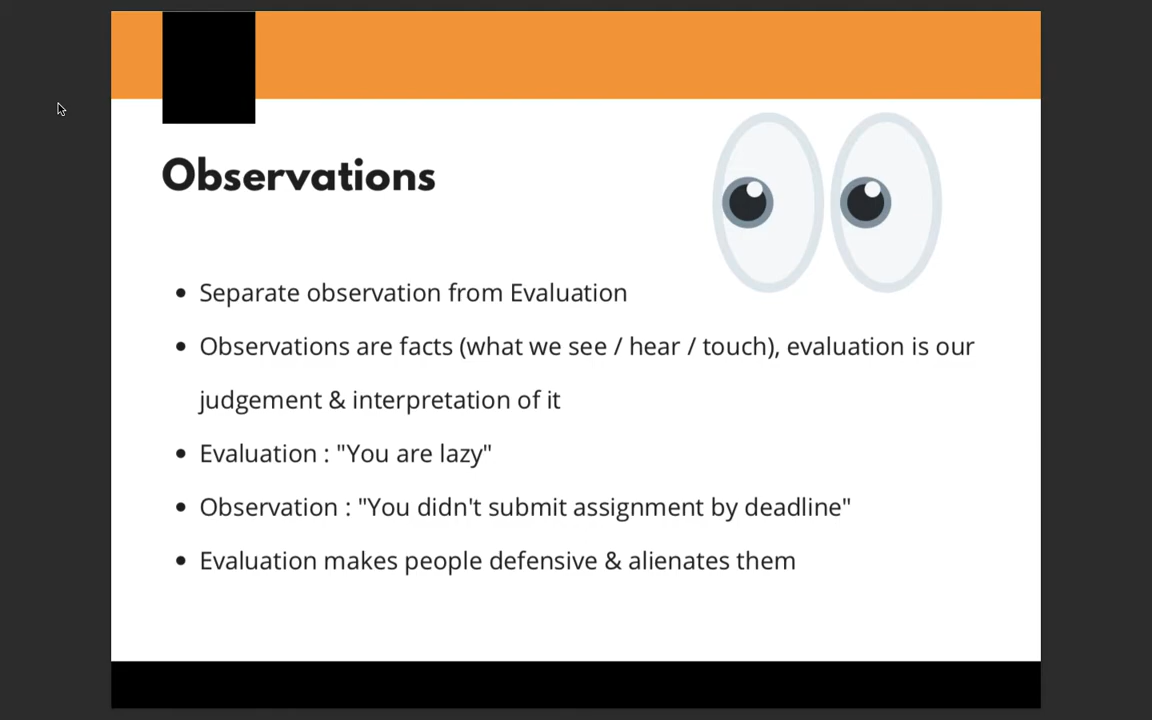 Observations
• Separate observation from Evaluation
• Observations are facts (what we see / hear / touch), evaluation is our
judgement & interpretation of it
• Evaluation : "You are lazy"
• Observation : "You didn't submit assignment by deadline"
• Evaluation makes people defensive & alienates them